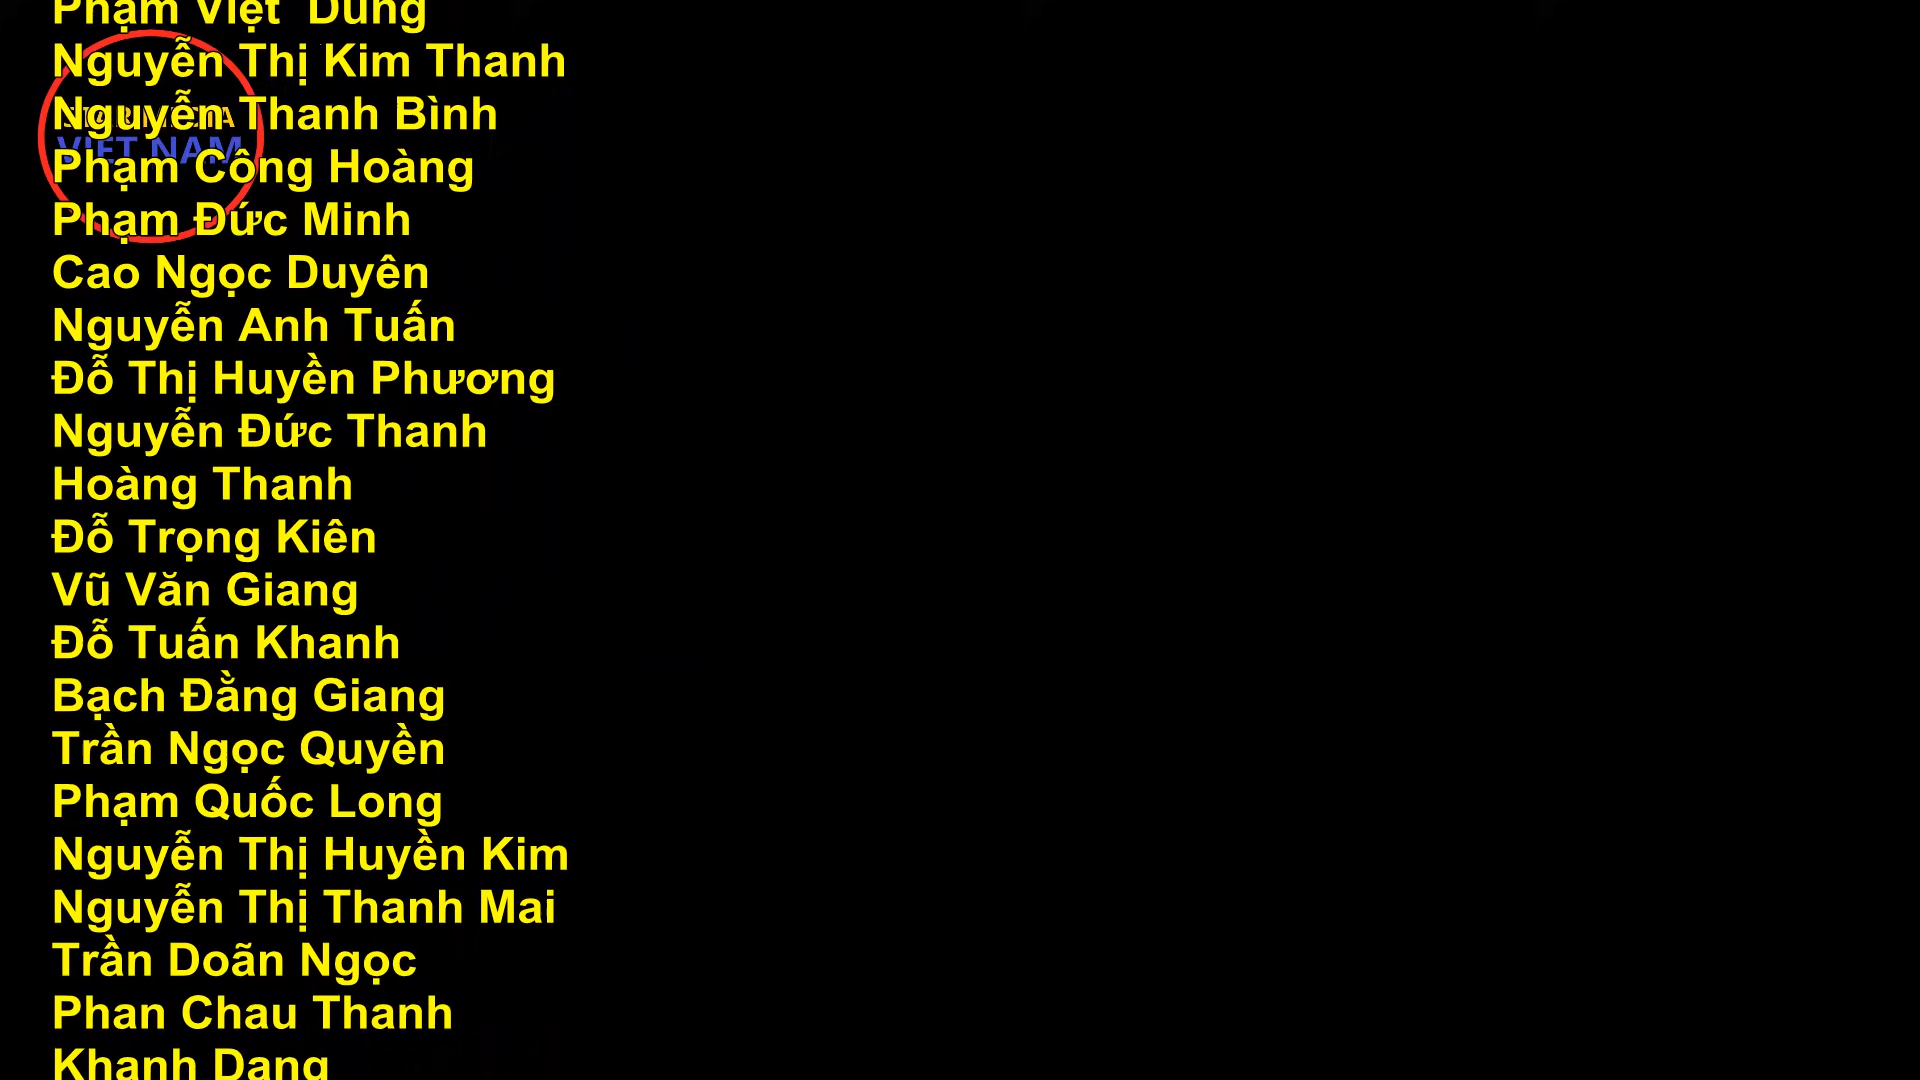 Phạm Việt Dũng
Nguyễn Thị Kim Thanh
Nguyễn Thanh Bình
VIỆT NAM
Phạm Công Hoàng
Phạm Đức Minh
Cao Ngọc Duyên
Nguyễn Anh Tuấn
Đỗ Thị Huyền Phương
Nguyễn Đức Thanh
Hoàng Thanh
Đỗ Trọng Kiên
Vũ Văn Giang
Đỗ Tuấn Khanh
Bạch Đằng Giang
Trần Ngọc Quyền
Phạm Quốc Long
Nguyễn Thị Huyền Kim
Nguyễn Thị Thanh Mai
Trần Doãn Ngọc
Phan Chau Thanh
Khanh Dang